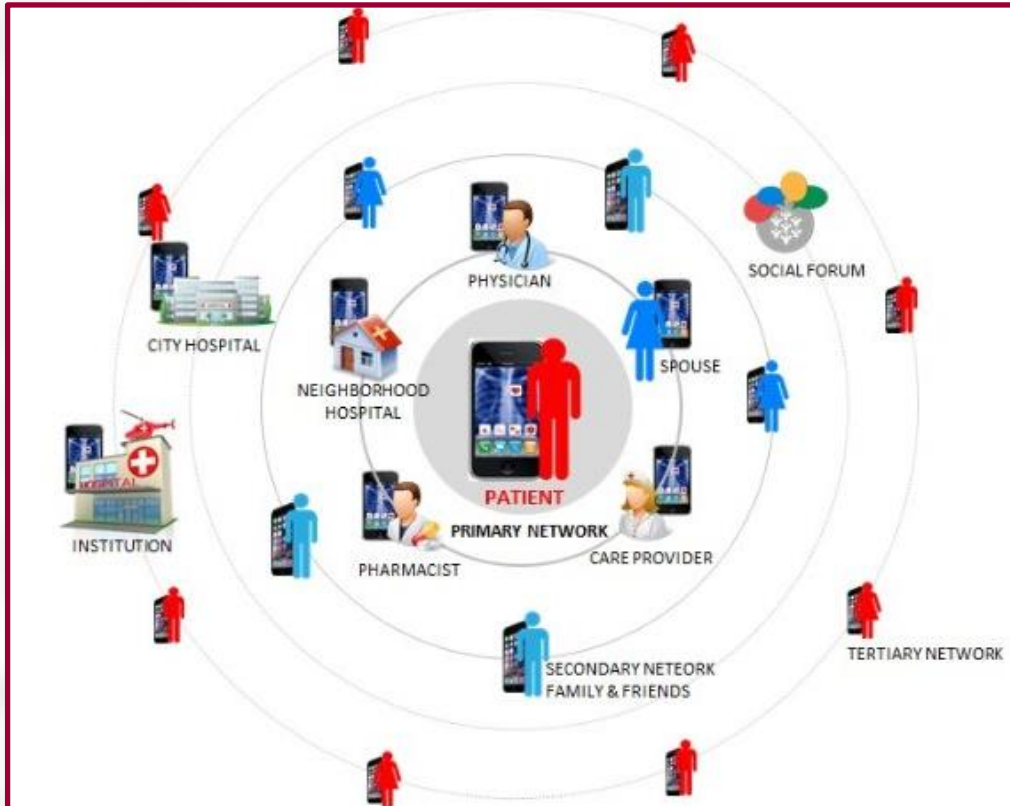 PHYSICIAN
SOCIAL FORUM
CITY HOSPITAL
SPOUSE
NEIGHBORHOOD
HOSPITAL
HOSPITAL
PATIENT
PRIMARY NETWORK
INSTITUTION
PHARMACIST
CARE PROVIDER
SECONDARY NETEORK
FAMILY & FRIENDS
TERTIARY NETWORK